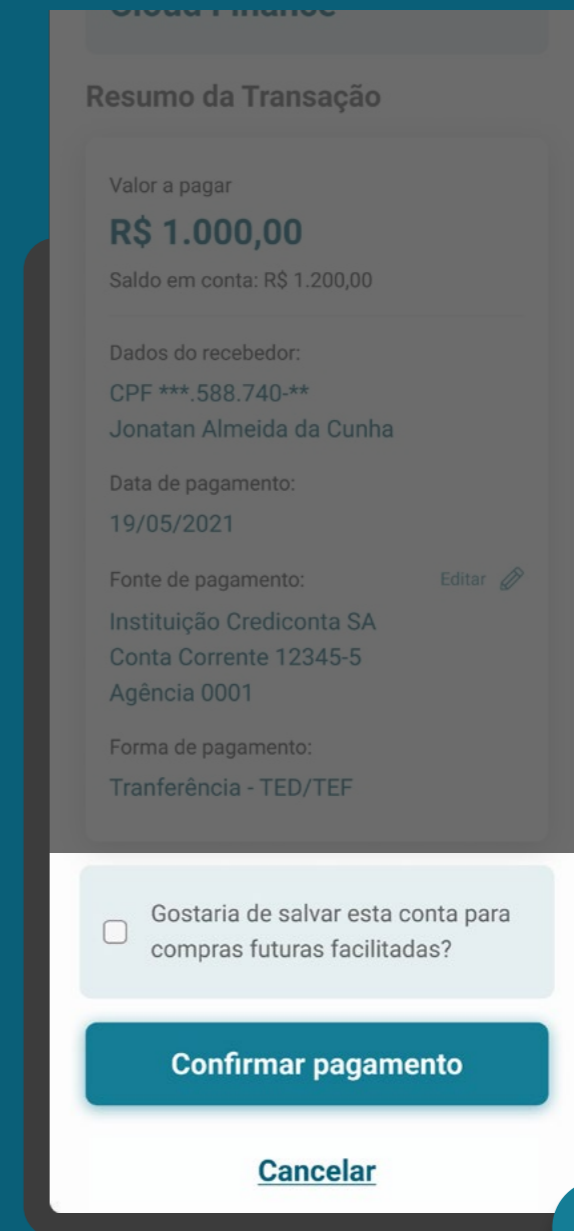 Cloud Finance
Resumo da Transação
Valor a pagar
R$ 1.000,00
Saldo em conta: R$ 1.200,00
Dados do recebedor:
CPF ***.588.740-**
Jonatan Almeida da Cunha
Data de pagamento:
19/05/2021
Fonte de pagamento:
Editar
Instituição Crediconta SA
Conta Corrente 12345-5
Agência 0001
Forma de pagamento:
Tranferência - TED/TEF
Gostaria de salvar esta conta para
compras futuras facilitadas?
Confirmar pagamento
Cancelar